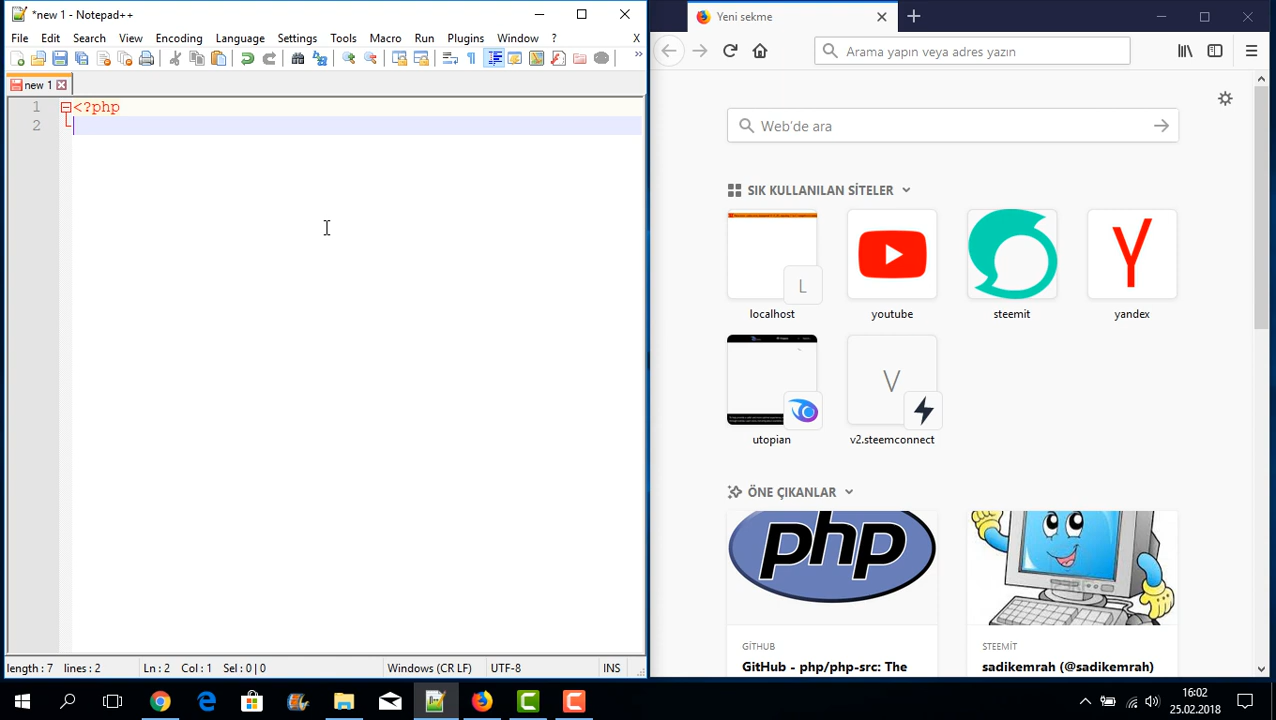 *new 1 - Notepad++
File Edit Search View Encoding Language Settings Tools Macro Run Plugins Window ? X
new 1
1 <?php
2
length : 7 lines : 2 Ln : 2 Col : 1 Sel : 0 | 0 Windows (CR LF) UTF-8 INS
Yeni sekme
Arama yapın veya adres yazın
Web'de ara
SIK KULLANILAN SİTELER
L
localhost
youtube
steemit
yandex
V
utopian
v2.steemconnect
ÖNE ÇIKANLAR
php
GİTHUB
GitHub - php/php-src: The
STEEMİT
sadikemrah (@sadikemrah)
16:02
25.02.2018